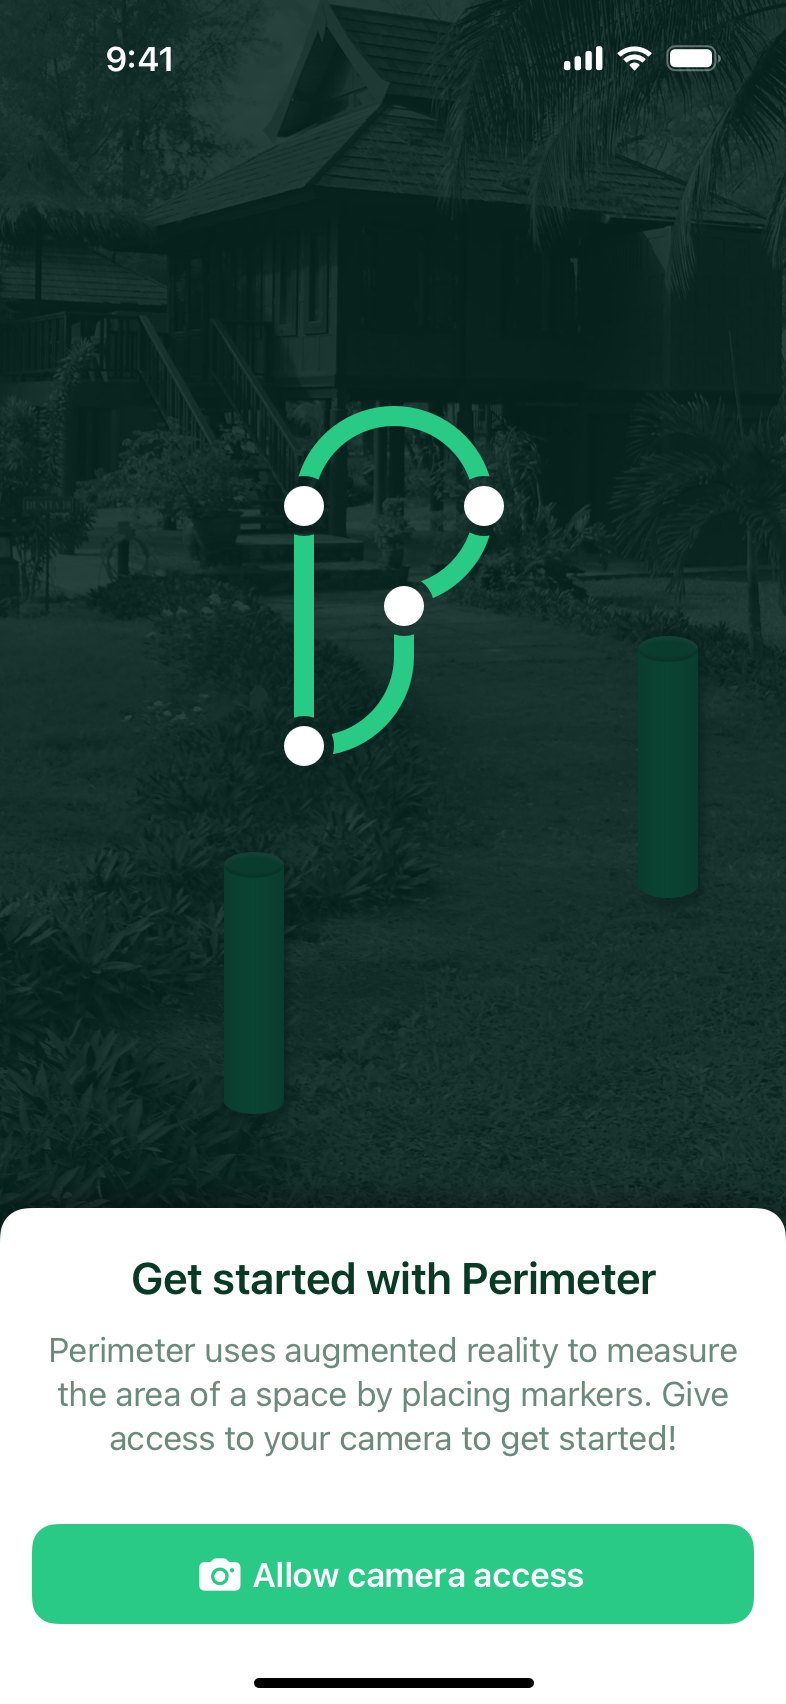 9:41
Get started with Perimeter
Perimeter uses augmented reality to measure
the area of a space by placing markers. Give
access to your camera to get started!
Allow camera access